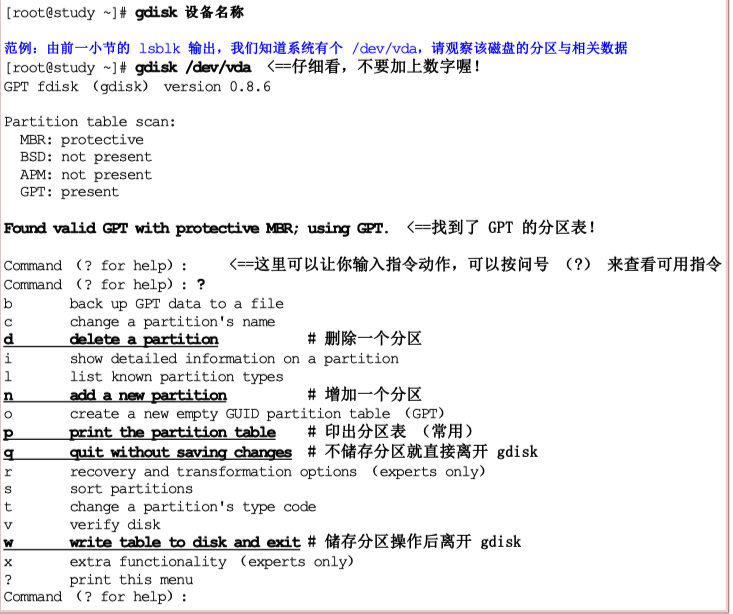 [root@study ~]# gdisk 设备名称
范例：由前一小节的 lsblk 输出，我们知道系统有个 /dev/vda，请观察该磁盘的分区与相关数据
[root@study ~]# gdisk /dev/vda <==仔细看，不要加上数字喔！
GPT fdisk （gdisk） version 0.8.6
Partition table scan:
MBR: protective
BSD: not present
APM: not present
GPT: present
Found valid GPT with protective MBR; using GPT. <==找到了 GPT 的分区表！
Command （? for help）: <==这里可以让你输入指令动作，可以按问号 （?） 来查看可用指令
Command （? for help）: ?
b back up GPT data to a file
c change a partition's name
d delete a partition # 删除一个分区
i show detailed information on a partition
l list known partition types
n add a new partition # 增加一个分区
o create a new empty GUID partition table （GPT）
p print the partition table # 印出分区表 （常用）
q quit without saving changes # 不储存分区就直接离开 gdisk
r recovery and transformation options （experts only）
s sort partitions
t change a partition's type code
v verify disk
w write table to disk and exit # 储存分区操作后离开 gdisk
x extra functionality （experts only）
? print this menu
Command （? for help）: